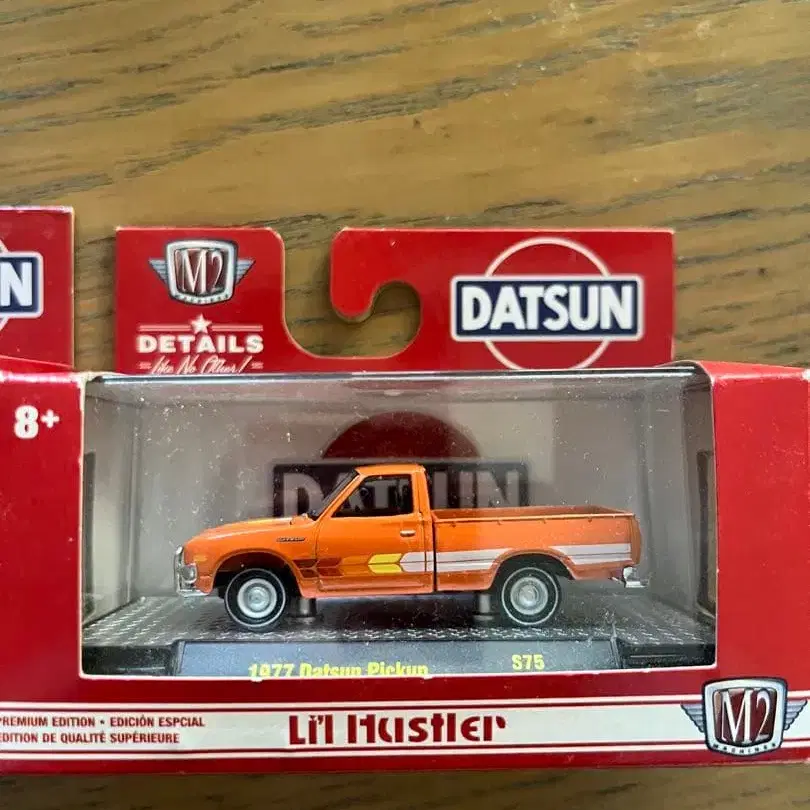 N
M2
MACHINES
DETAILS
Like No Other!
DATSUN
8+
DATSUN
1977 Datsun Pickup
S75
PREMIUM EDITION • EDICIÓN ESPCIAL
EDITION DE QUALITÉ SUPÉRIEURE
Li'l Hustler
M2
MACHINES